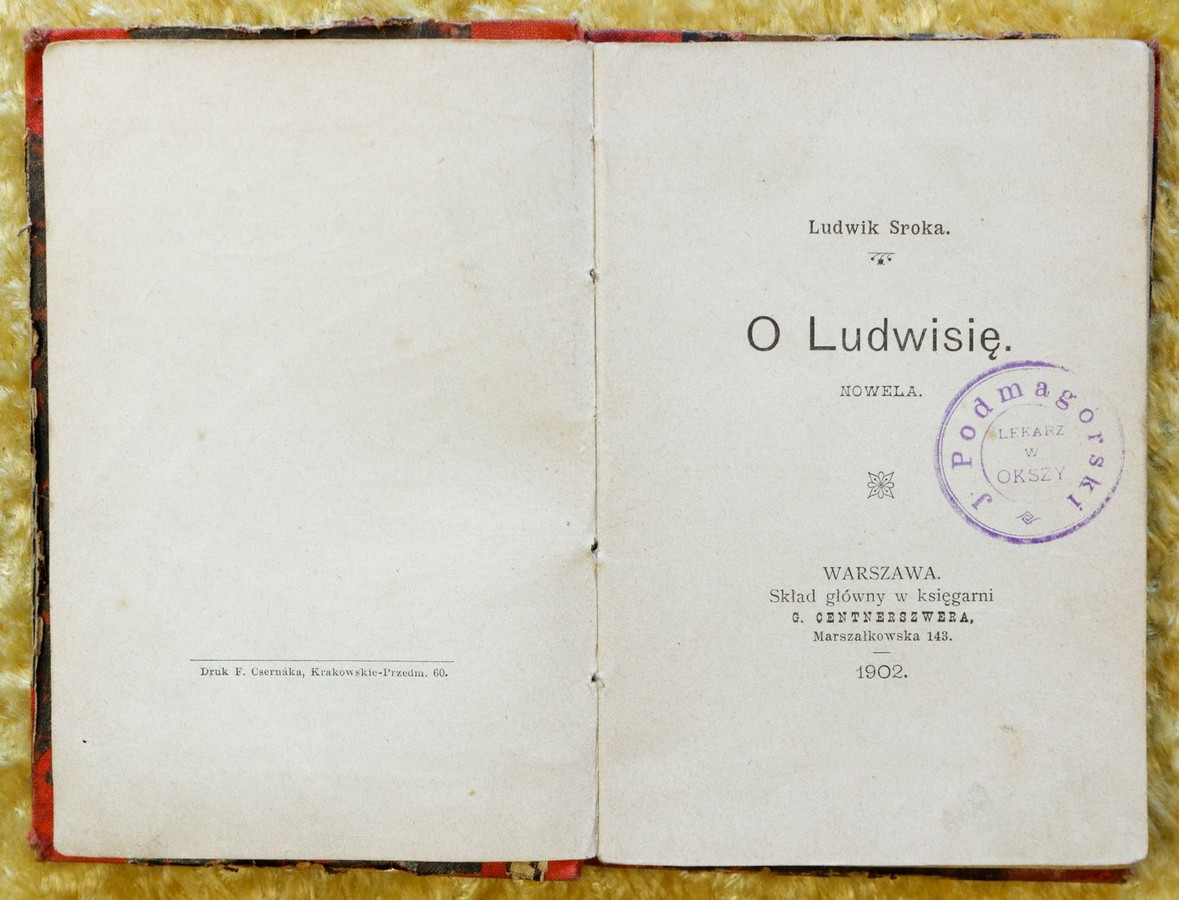 Druk F. Csernáka, Krakowskie-Przedm. 60.
Ludwik Sroka.
O Ludwisię.
NOWELA.
J. Podmagórski
LEKARZ
W
OKSZY
WARSZAWA.
Skład główny w księgarni
G. CENTNERSZWERA,
Marszałkowska 143.
1902.